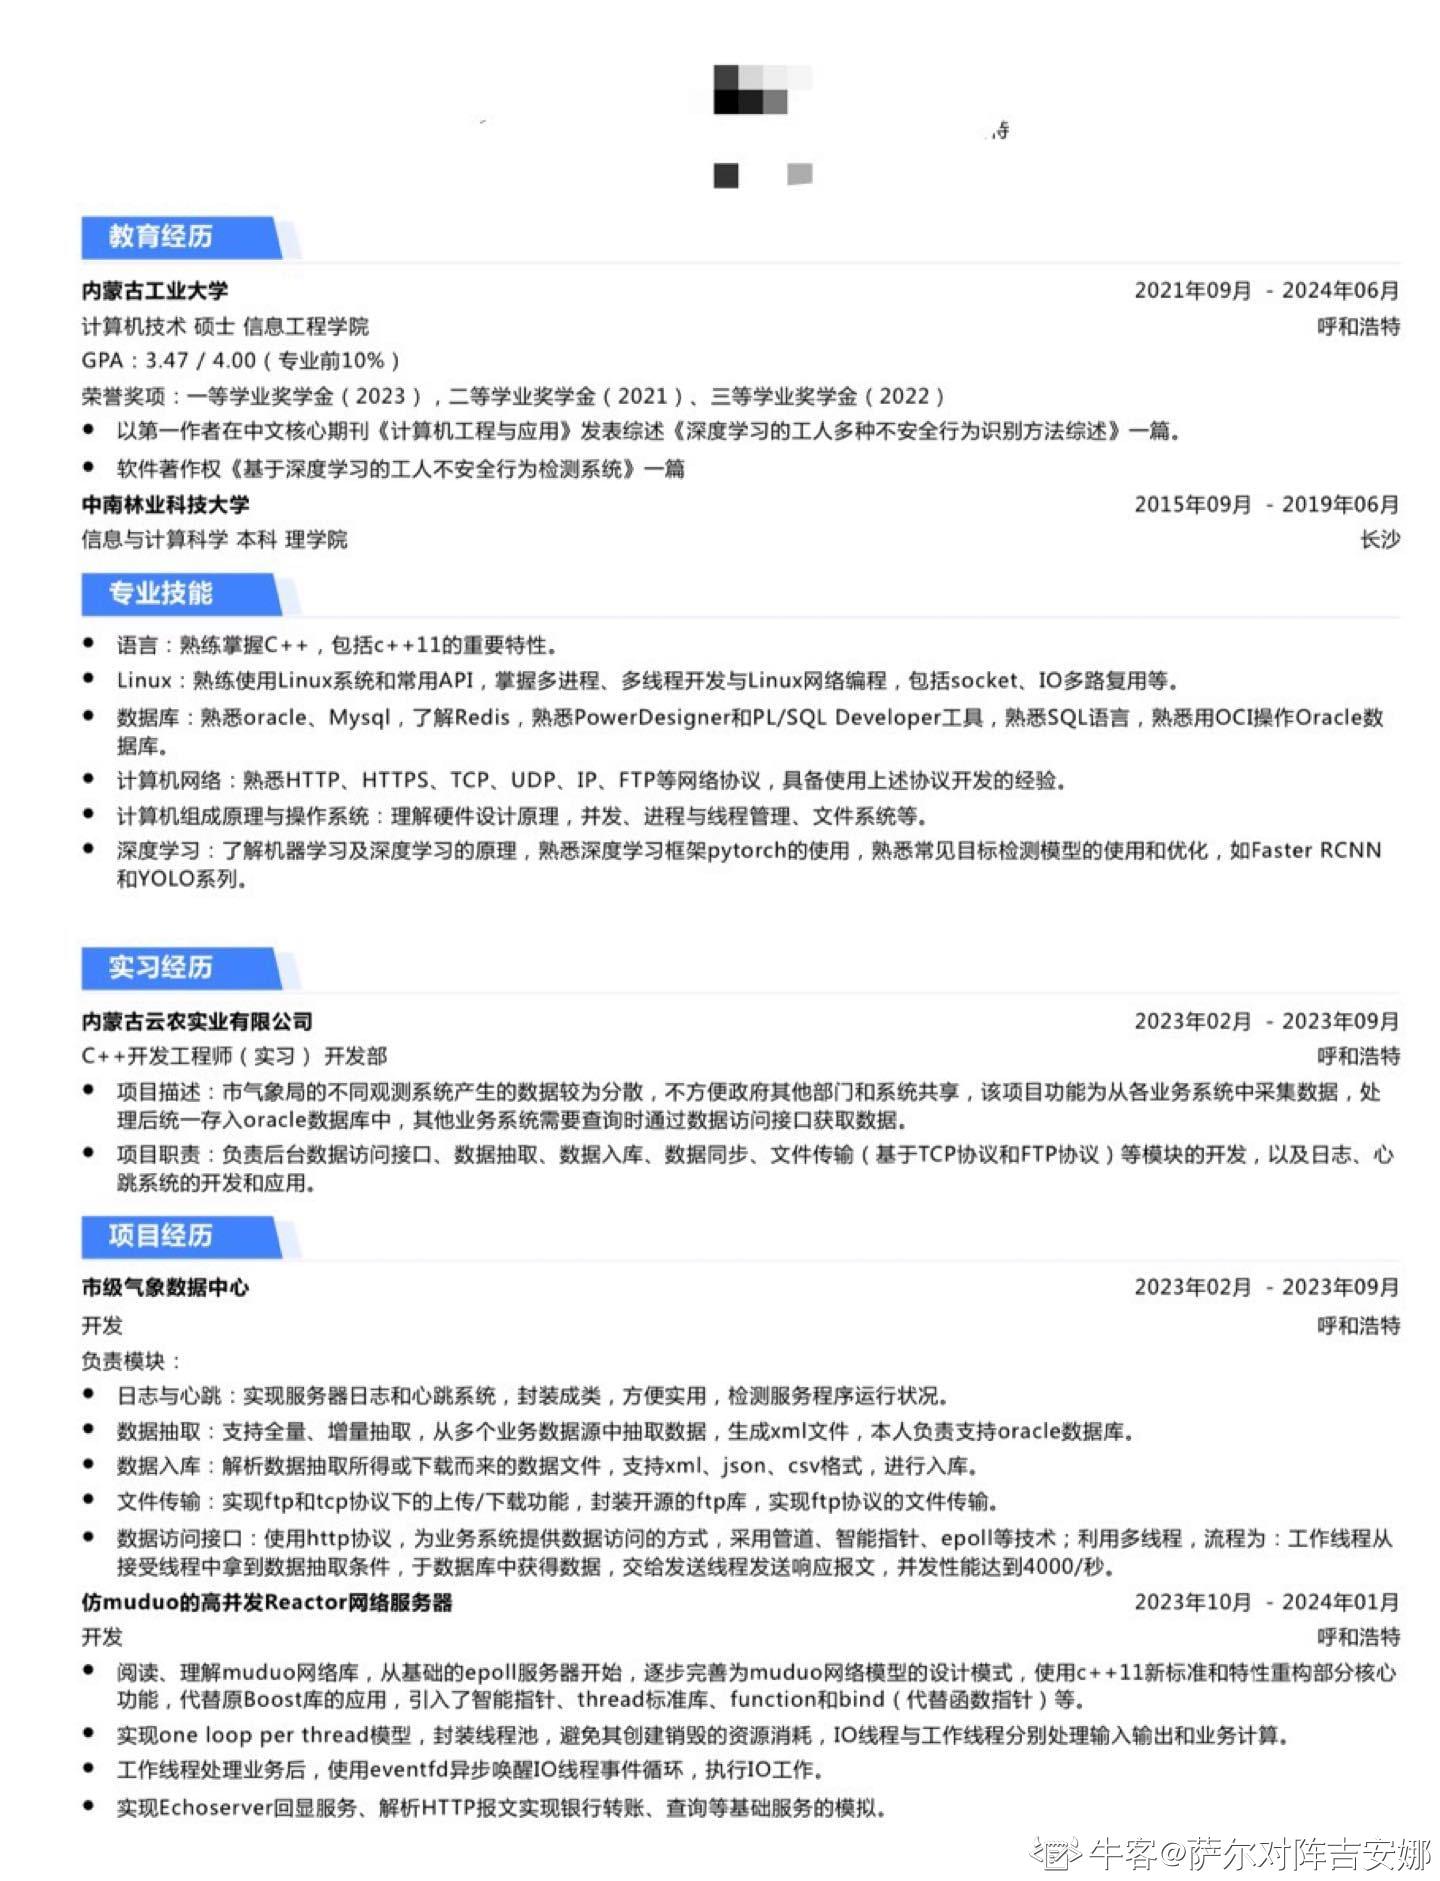 特
教育经历
内蒙古工业大学 2021年09月 - 2024年06月
计算机技术 硕士 信息工程学院 呼和浩特
GPA：3.47 / 4.00（专业前10%）
荣誉奖项：一等学业奖学金（2023），二等学业奖学金（2021）、三等学业奖学金（2022）
● 以第一作者在中文核心期刊《计算机工程与应用》发表综述《深度学习的工人多种不安全行为识别方法综述》一篇。
● 软件著作权《基于深度学习的工人不安全行为检测系统》一篇
中南林业科技大学 2015年09月 - 2019年06月
信息与计算科学 本科 理学院 长沙
专业技能
● 语言：熟练掌握C++，包括c++11的重要特性。
● Linux：熟练使用Linux系统和常用API，掌握多进程、多线程开发与Linux网络编程，包括socket、IO多路复用等。
● 数据库：熟悉oracle、Mysql，了解Redis，熟悉PowerDesigner和PL/SQL Developer工具，熟悉SQL语言，熟悉用OCI操作Oracle数
据库。
● 计算机网络：熟悉HTTP、HTTPS、TCP、UDP、IP、FTP等网络协议，具备使用上述协议开发的经验。
● 计算机组成原理与操作系统：理解硬件设计原理，并发、进程与线程管理、文件系统等。
● 深度学习：了解机器学习及深度学习的原理，熟悉深度学习框架pytorch的使用，熟悉常见目标检测模型的使用和优化，如Faster RCNN
和YOLO系列。
实习经历
内蒙古云农实业有限公司 2023年02月 - 2023年09月
C++开发工程师（实习） 开发部 呼和浩特
● 项目描述：市气象局的不同观测系统产生的数据较为分散，不方便政府其他部门和系统共享，该项目功能为从各业务系统中采集数据，处
理后统一存入oracle数据库中，其他业务系统需要查询时通过数据访问接口获取数据。
● 项目职责：负责后台数据访问接口、数据抽取、数据入库、数据同步、文件传输（基于TCP协议和FTP协议）等模块的开发，以及日志、心
跳系统的开发和应用。
项目经历
市级气象数据中心 2023年02月 - 2023年09月
开发 呼和浩特
负责模块：
● 日志与心跳：实现服务器日志和心跳系统，封装成类，方便实用，检测服务程序运行状况。
● 数据抽取：支持全量、增量抽取，从多个业务数据源中抽取数据，生成xml文件，本人负责支持oracle数据库。
● 数据入库：解析数据抽取所得或下载而来的数据文件，支持xml、json、csv格式，进行入库。
● 文件传输：实现ftp和tcp协议下的上传/下载功能，封装开源的ftp库，实现ftp协议的文件传输。
● 数据访问接口：使用http协议，为业务系统提供数据访问的方式，采用管道、智能指针、epoll等技术；利用多线程，流程为：工作线程从
接受线程中拿到数据抽取条件，于数据库中获得数据，交给发送线程发送响应报文，并发性能达到4000/秒。
仿muduo的高并发Reactor网络服务器 2023年10月 - 2024年01月
开发 呼和浩特
● 阅读、理解muduo网络库，从基础的epoll服务器开始，逐步完善为muduo网络模型的设计模式，使用c++11新标准和特性重构部分核心
功能，代替原Boost库的应用，引入了智能指针、thread标准库、function和bind（代替函数指针）等。
● 实现one loop per thread模型，封装线程池，避免其创建销毁的资源消耗，IO线程与工作线程分别处理输入输出和业务计算。
● 工作线程处理业务后，使用eventfd异步唤醒IO线程事件循环，执行IO工作。
● 实现Echoserver回显服务、解析HTTP报文实现银行转账、查询等基础服务的模拟。
牛客@萨尔对阵吉安娜